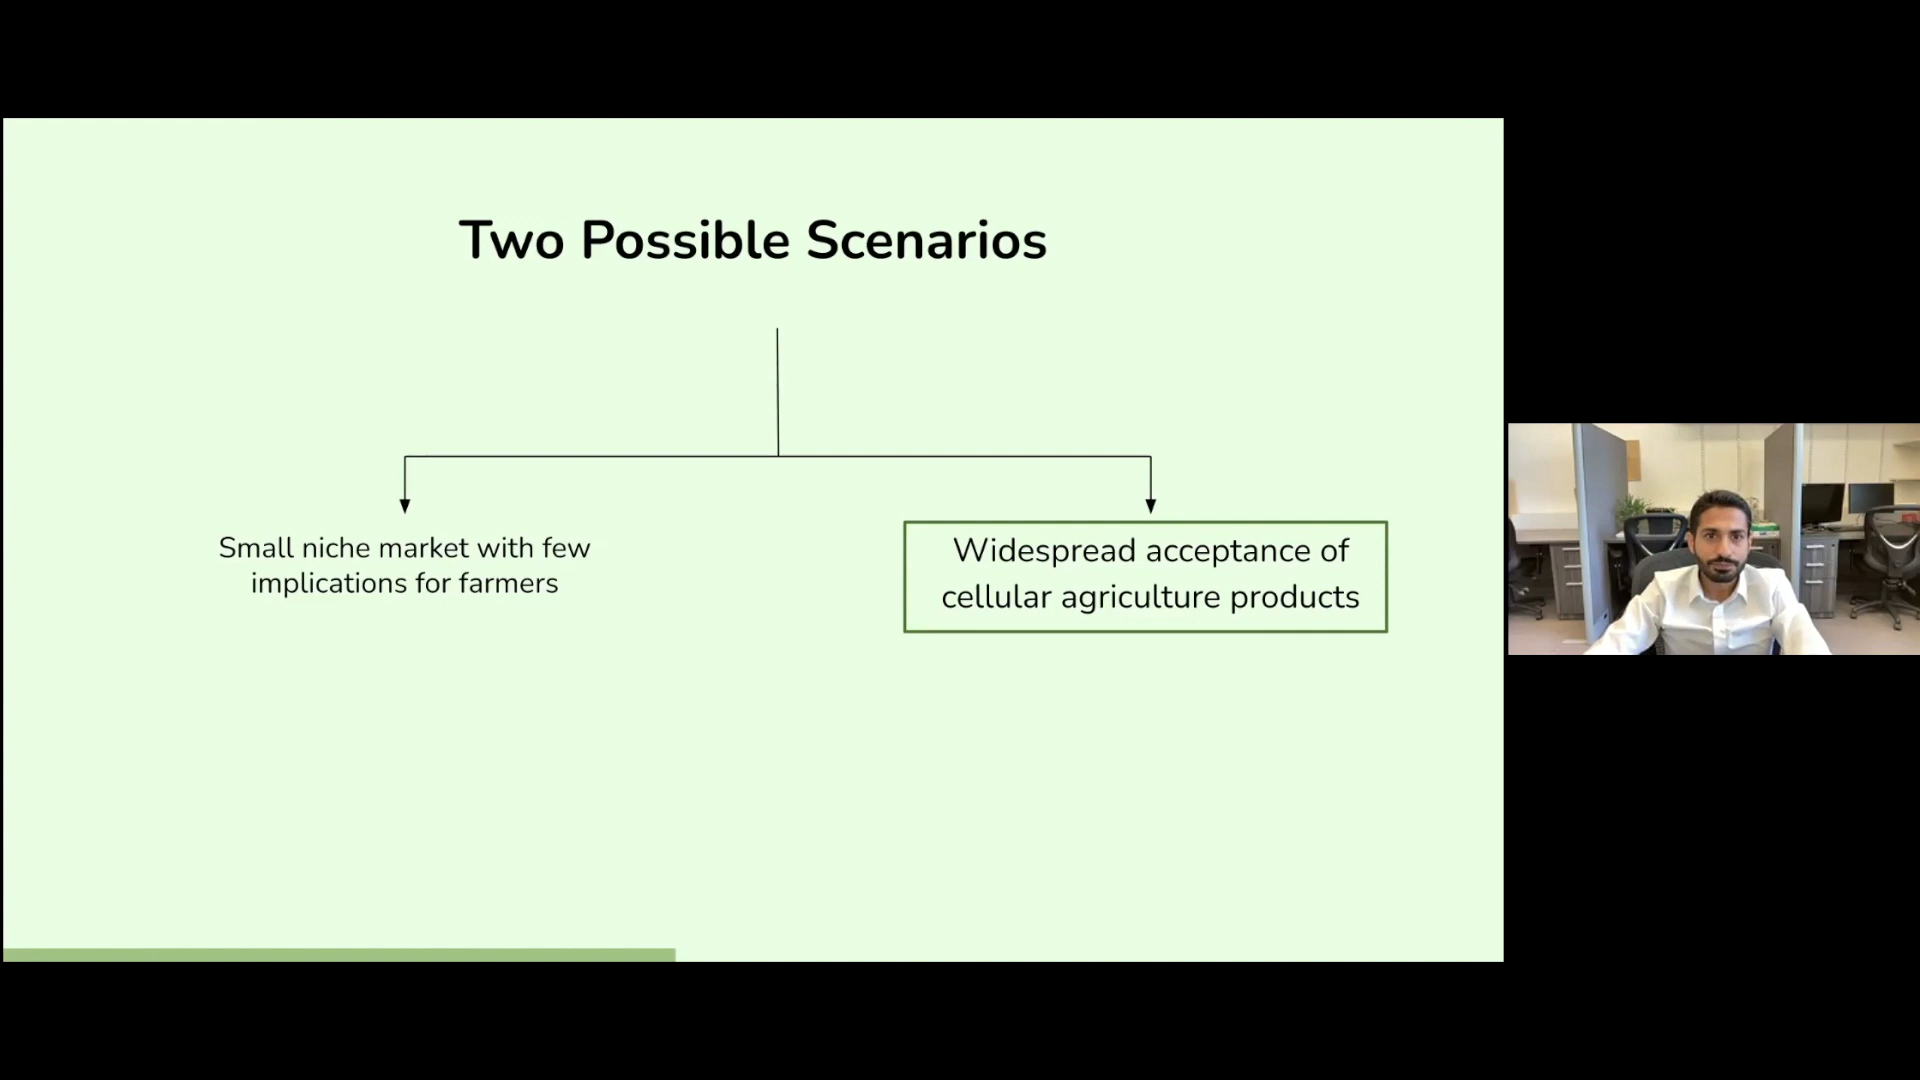 Two Possible Scenarios
Small niche market with few
implications for farmers
Widespread acceptance of
cellular agriculture products